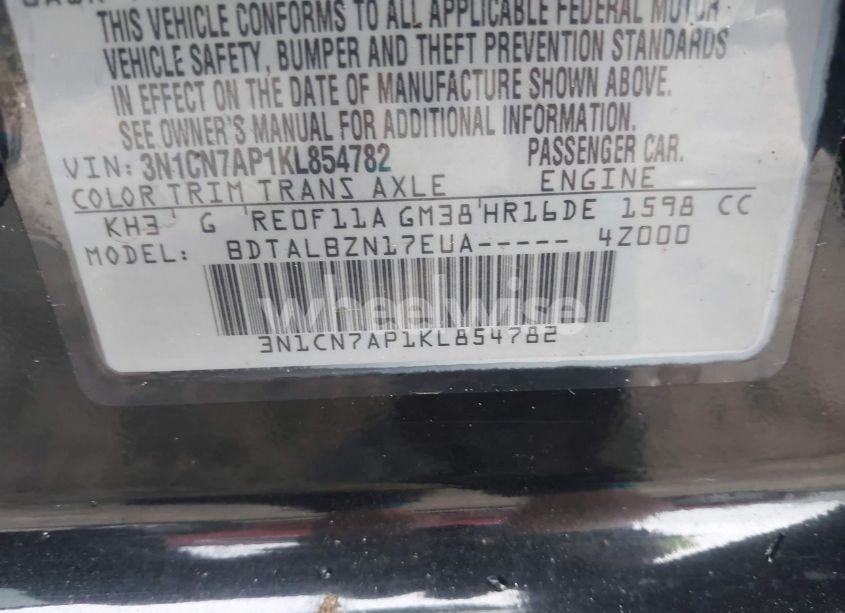 THIS VEHICLE CONFORMS TO ALL APPLICABLE FEDERAL MOTOR
VEHICLE SAFETY, BUMPER AND THEFT PREVENTION STANDARDS
IN EFFECT ON THE DATE OF MANUFACTURE SHOWN ABOVE.
SEE OWNER'S MANUAL FOR ADDITIONAL INFORMATION.
VIN: 3N1CN7AP1KL854782 PASSENGER CAR.
COLOR TRIM TRANS AXLE ENGINE
KH3 G RE0F11A GM38 HR16DE 1598 CC
MODEL: BDTALBZN17EUA----- 4Z000
wheelwise
3N1CN7AP1KL854782